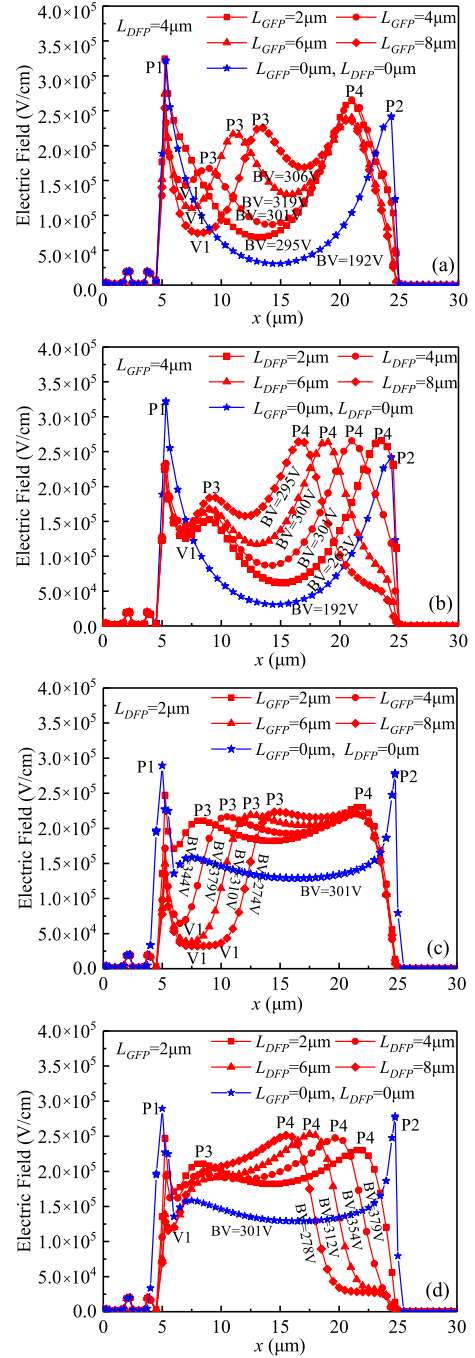 L_DFP=4μm
L_GFP=2μm
L_GFP=4μm
L_GFP=6μm
L_GFP=8μm
L_GFP=0μm, L_DFP=0μm
P1
P3
P3
P3
P4
P2
V1
V1
BV=306V
BV=319V
BV=301V
BV=295V
BV=192V
(a)
4.0×10⁵
3.5×10⁵
3.0×10⁵
2.5×10⁵
2.0×10⁵
1.5×10⁵
1.0×10⁵
5.0×10⁴
0.0
Electric Field (V/cm)
0 5 10 15 20 25 30
x (μm)
L_GFP=4μm
L_DFP=2μm
L_DFP=4μm
L_DFP=6μm
L_DFP=8μm
L_GFP=0μm, L_DFP=0μm
P1
P3
P4 P4 P4 P4
P2
V1
BV=295V
BV=300V
BV=301V
BV=263V
BV=192V
(b)
4.0×10⁵
3.5×10⁵
3.0×10⁵
2.5×10⁵
2.0×10⁵
1.5×10⁵
1.0×10⁵
5.0×10⁴
0.0
Electric Field (V/cm)
0 5 10 15 20 25 30
x (μm)
L_DFP=2μm
L_GFP=2μm
L_GFP=4μm
L_GFP=6μm
L_GFP=8μm
L_GFP=0μm, L_DFP=0μm
P1
P3 P3 P3 P3
P4
P2
V1
V1
V1
BV=344V
BV=379V
BV=310V
BV=274V
BV=301V
(c)
4.0×10⁵
3.5×10⁵
3.0×10⁵
2.5×10⁵
2.0×10⁵
1.5×10⁵
1.0×10⁵
5.0×10⁴
0.0
Electric Field (V/cm)
0 5 10 15 20 25 30
x (μm)
L_GFP=2μm
L_DFP=2μm
L_DFP=4μm
L_DFP=6μm
L_DFP=8μm
L_GFP=0μm, L_DFP=0μm
P1
P3
P4 P4 P4 P4
P2
V1
BV=301V
BV=278V
BV=312V
BV=354V
BV=379V
(d)
4.0×10⁵
3.5×10⁵
3.0×10⁵
2.5×10⁵
2.0×10⁵
1.5×10⁵
1.0×10⁵
5.0×10⁴
0.0
Electric Field (V/cm)
0 5 10 15 20 25 30
x (μm)